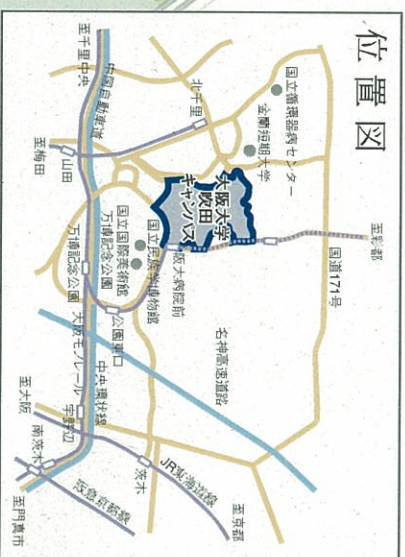 位置図
至彩都
国道171号
国立循環器病センター
金蘭短期大学
北千里
大阪大学
吹田
キャンパス
阪大病院前
名神高速道路
中国自動車道
至千里中央
山田
至梅田
国立民族学博物館
国立国際美術館
万博記念公園
万博記念公園
公園東口
大阪モノレール
中央環状線
宇野辺
茨木
JR東海道線
至京都
至大阪
南茨木
阪急京都線
至門真市